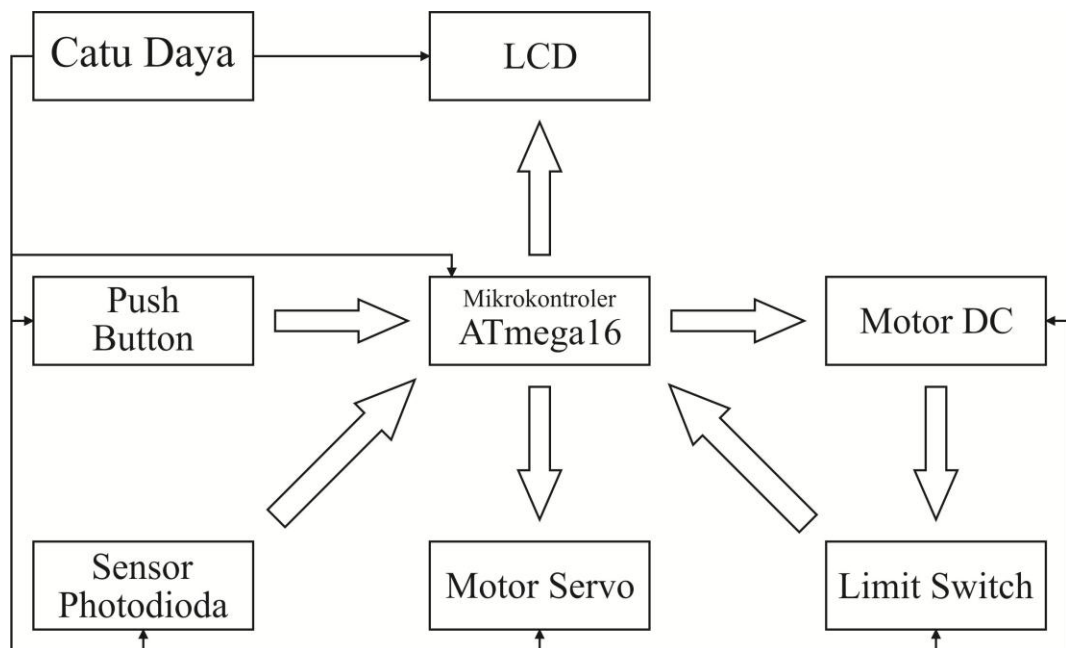 Catu Daya
LCD
Push
Button
Mikrokontroler
ATmega16
Motor DC
Sensor
Photodioda
Motor Servo
Limit Switch